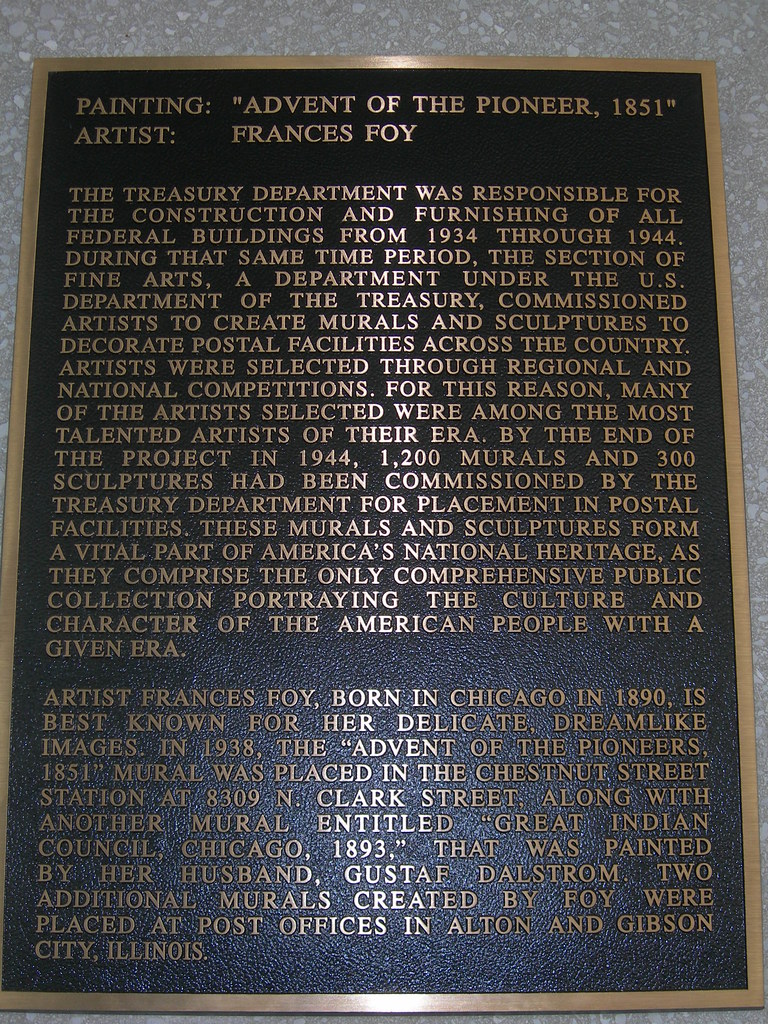 PAINTING: "ADVENT OF THE PIONEER, 1851"
ARTIST: FRANCES FOY
THE TREASURY DEPARTMENT WAS RESPONSIBLE FOR
THE CONSTRUCTION AND FURNISHING OF ALL
FEDERAL BUILDINGS FROM 1934 THROUGH 1944.
DURING THAT SAME TIME PERIOD, THE SECTION OF
FINE ARTS, A DEPARTMENT UNDER THE U.S.
DEPARTMENT OF THE TREASURY, COMMISSIONED
ARTISTS TO CREATE MURALS AND SCULPTURES TO
DECORATE POSTAL FACILITIES ACROSS THE COUNTRY.
ARTISTS WERE SELECTED THROUGH REGIONAL AND
NATIONAL COMPETITIONS. FOR THIS REASON, MANY
OF THE ARTISTS SELECTED WERE AMONG THE MOST
TALENTED ARTISTS OF THEIR ERA. BY THE END OF
THE PROJECT IN 1944, 1,200 MURALS AND 300
SCULPTURES HAD BEEN COMMISSIONED BY THE
TREASURY DEPARTMENT FOR PLACEMENT IN POSTAL
FACILITIES. THESE MURALS AND SCULPTURES FORM
A VITAL PART OF AMERICA'S NATIONAL HERITAGE, AS
THEY COMPRISE THE ONLY COMPREHENSIVE PUBLIC
COLLECTION PORTRAYING THE CULTURE AND
CHARACTER OF THE AMERICAN PEOPLE WITH A
GIVEN ERA.
ARTIST FRANCES FOY, BORN IN CHICAGO IN 1890, IS
BEST KNOWN FOR HER DELICATE, DREAMLIKE
IMAGES. IN 1938, THE "ADVENT OF THE PIONEERS,
1851" MURAL WAS PLACED IN THE CHESTNUT STREET
STATION AT 8309 N. CLARK STREET, ALONG WITH
ANOTHER MURAL ENTITLED "GREAT INDIAN
COUNCIL, CHICAGO, 1893," THAT WAS PAINTED
BY HER HUSBAND, GUSTAF DALSTROM. TWO
ADDITIONAL MURALS CREATED BY FOY WERE
PLACED AT POST OFFICES IN ALTON AND GIBSON
CITY, ILLINOIS.